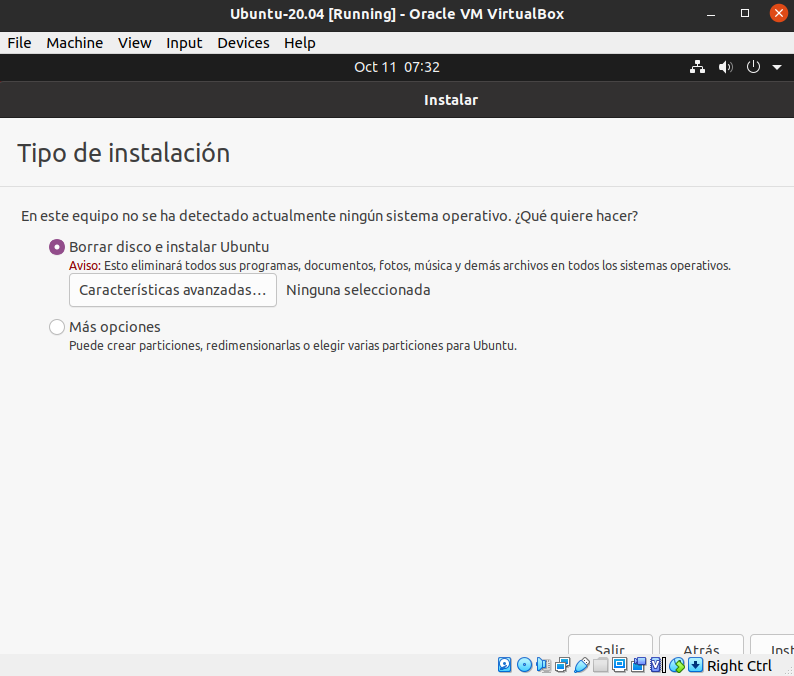 Ubuntu-20.04 [Running] - Oracle VM VirtualBox
File Machine View Input Devices Help
Oct 11 07:32
Instalar
Tipo de instalación
En este equipo no se ha detectado actualmente ningún sistema operativo. ¿Qué quiere hacer?
Borrar disco e instalar Ubuntu
Aviso: Esto eliminará todos sus programas, documentos, fotos, música y demás archivos en todos los sistemas operativos.
Características avanzadas... Ninguna seleccionada
Más opciones
Puede crear particiones, redimensionarlas o elegir varias particiones para Ubuntu.
Salir Atrás Inst
Right Ctrl